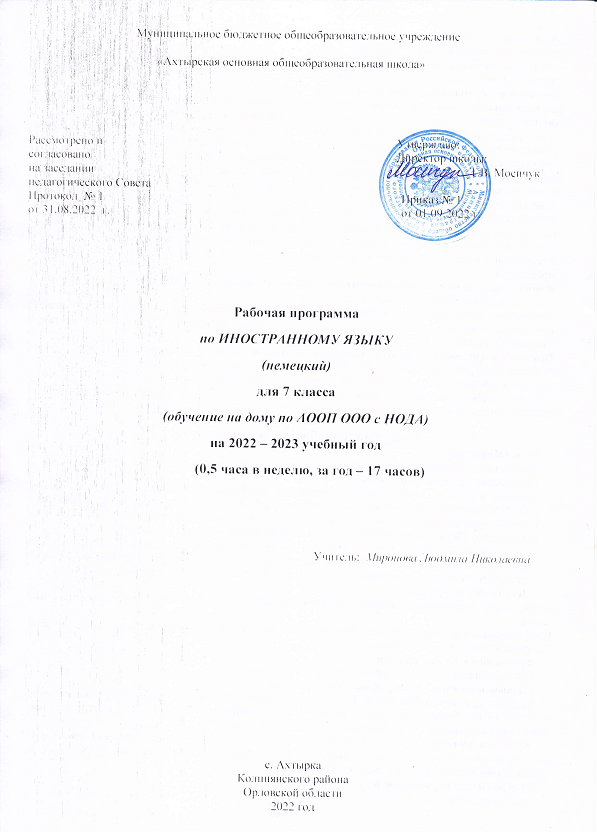 Муниципальное бюджетное общеобразовательное учреждение
«Ахтырская основная общеобразовательная школа»
Рассмотрено и
согласовано
на заседании
педагогического Совета
Протокол № 1
от 31.08.2022 г.
Утверждаю:
Директор школы:
Мосичук
Приказ № 1
от 01.09.2022 г.
Рабочая программа
по ИНОСТРАННОМУ ЯЗЫКУ
(немецкий)
для 7 класса
(обучение на дому по АООП ООО с НОДА)
на 2022 – 2023 учебный год
(0,5 часа в неделю, за год – 17 часов)
Учитель: Миронова Людмила Николаевна
с. Ахтырка
Колпнянского района
Орловской области
2022 год